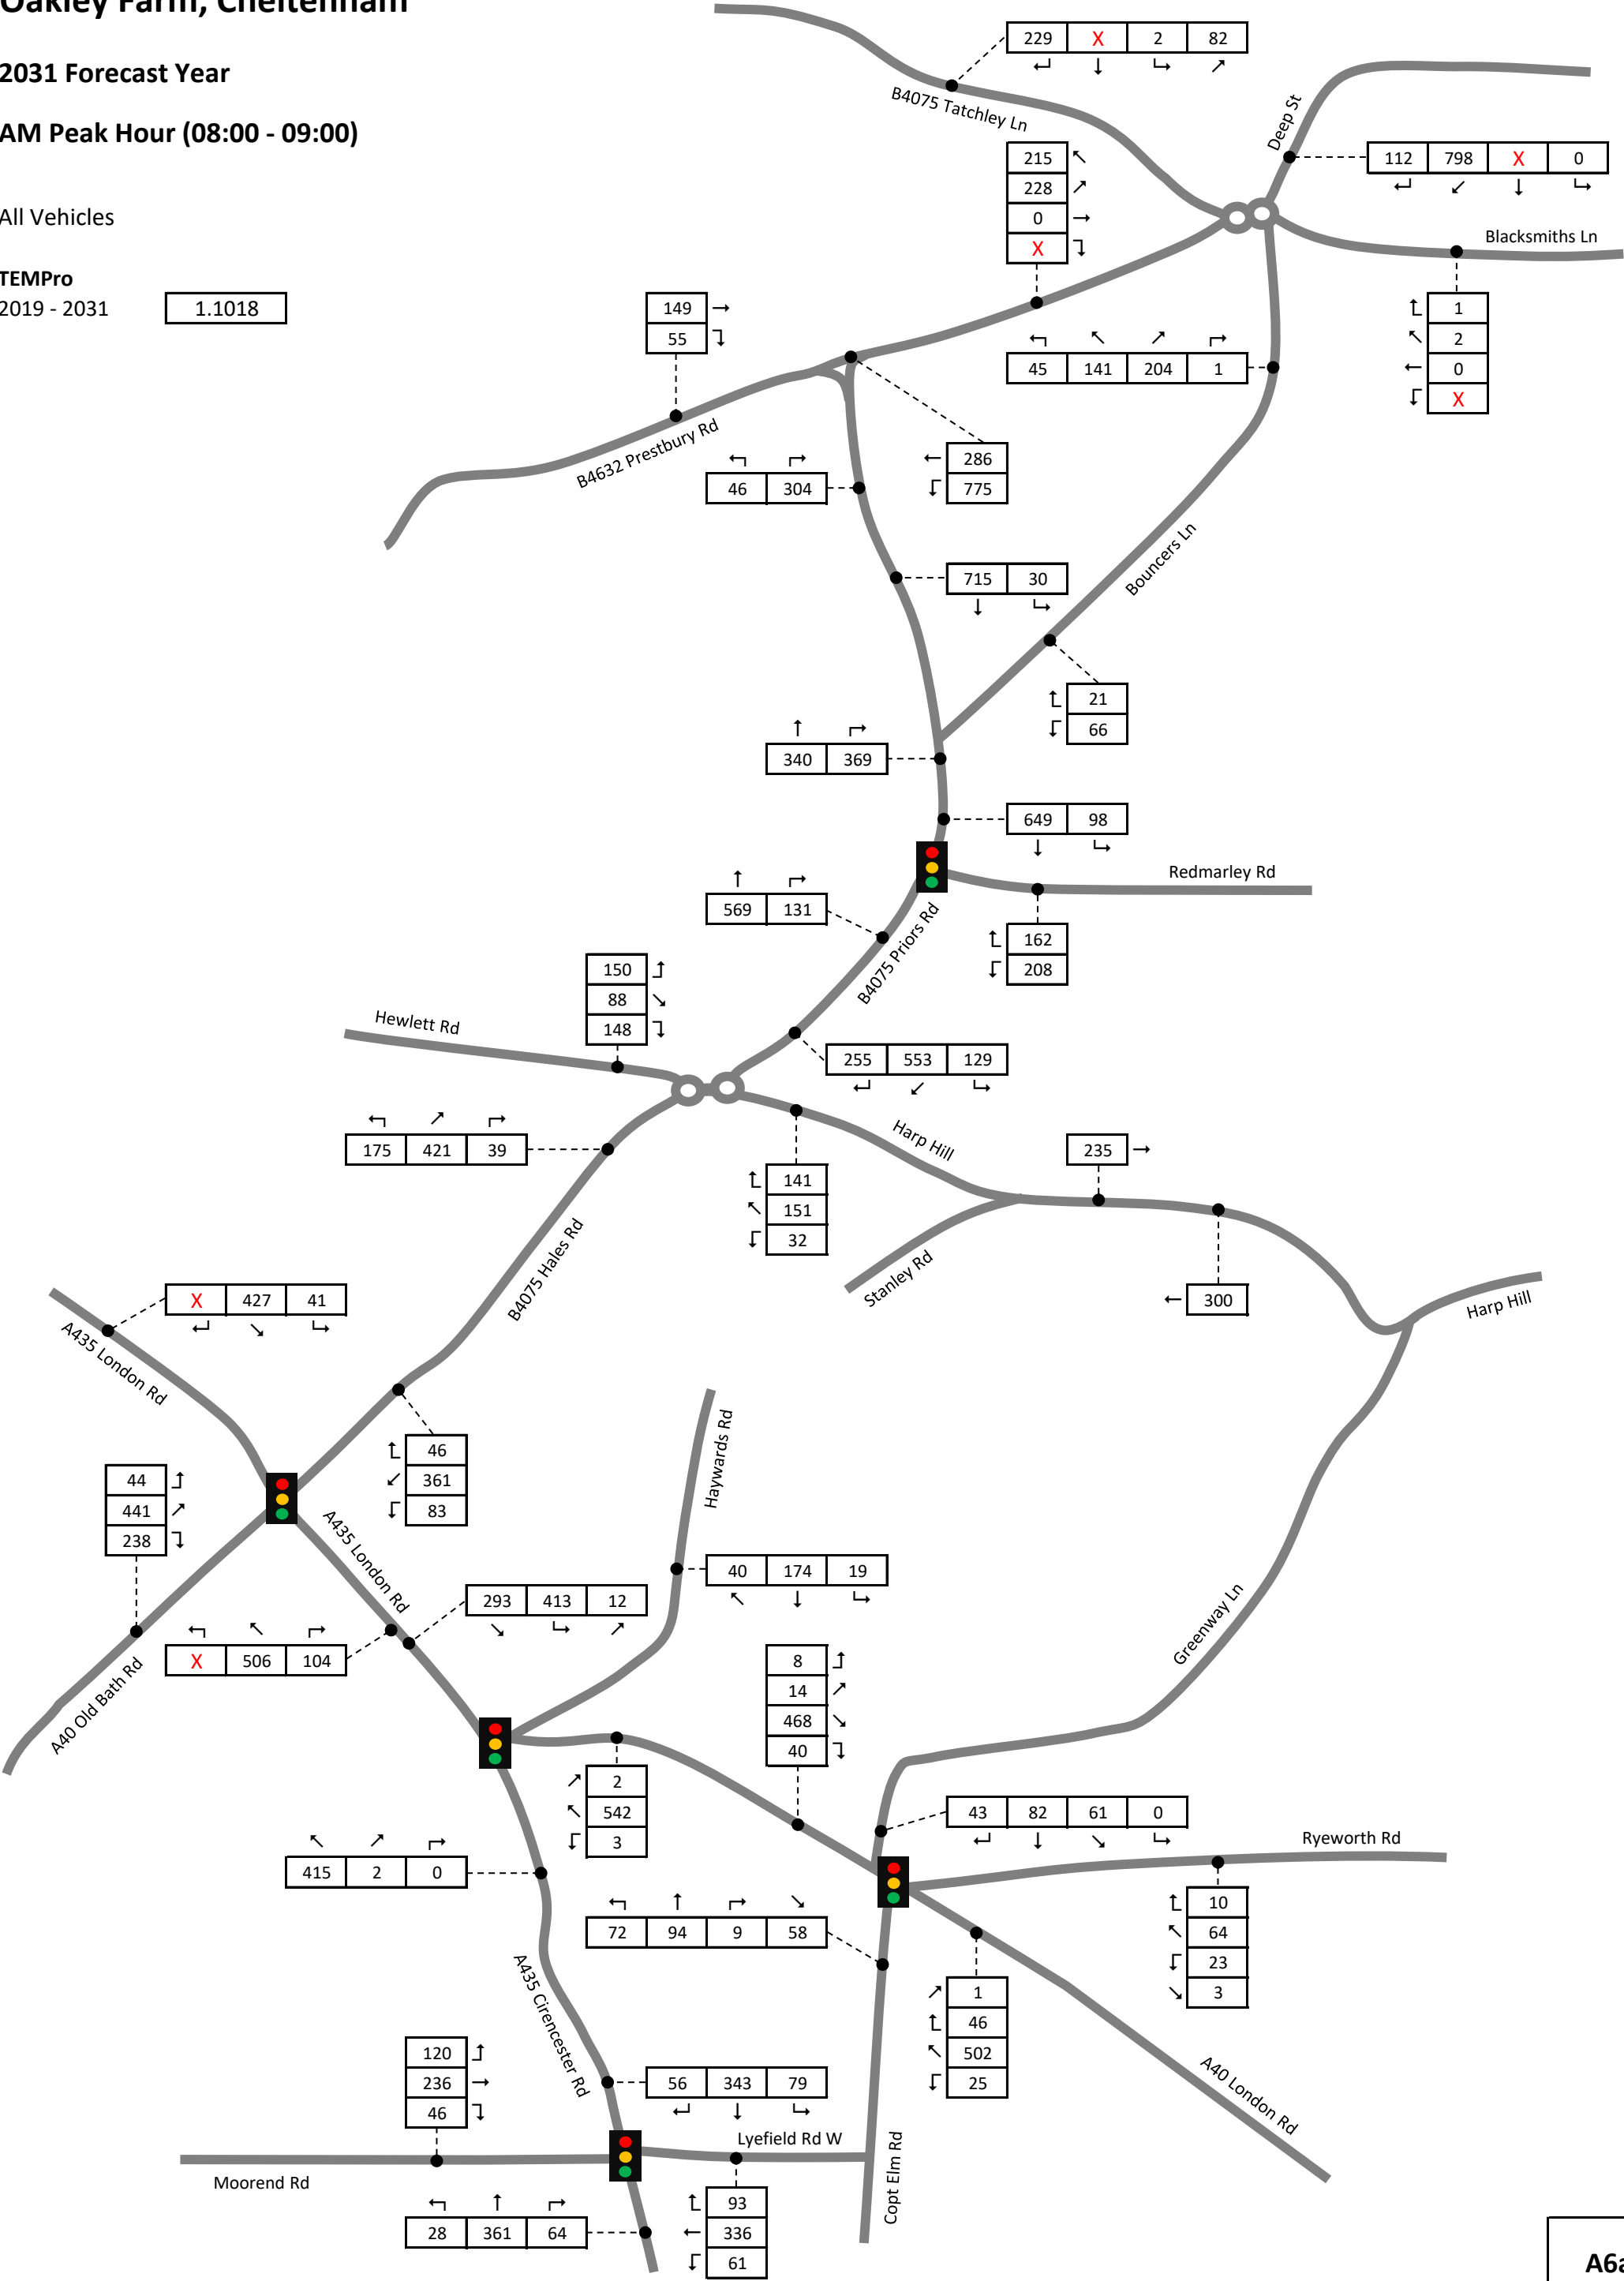 Oakley Farm, Cheltenham
2031 Forecast Year
AM Peak Hour (08:00 - 09:00)
All Vehicles
TEMPro
2019 - 2031 1.1018
229 X 2 82
↵ ↓ ↳ ↗
B4075 Tatchley Ln
Deep St
112 798 X 0
↵ ↙ ↓ ↳
215 ↖
228 ↗
0 →
X ↴
Blacksmiths Ln
↑ 1
↖ 2
← 0
↓ X
149 →
55 ↴
↰ ↖ ↗ ↱
45 141 204 1
B4632 Prestbury Rd
← 286
↓ 775
↰ ↱
46 304
Bouncers Ln
715 30
↓ ↳
↑ 21
↓ 66
↑ ↱
340 369
649 98
↓ ↳
Redmarley Rd
↑ ↱
569 131
B4075 Priors Rd
↑ 162
↓ 208
150 ↑
88 ↘
148 ↴
Hewlett Rd
255 553 129
↵ ↙ ↳
↰ ↗ ↱
175 421 39
Harp Hill
235 →
↑ 141
↖ 151
↓ 32
Stanley Rd
B4075 Hales Rd
← 300
Harp Hill
X 427 41
↵ ↘ ↳
A435 London Rd
↑ 46
↙ 361
↓ 83
Haywards Rd
44 ↑
441 ↗
238 ↴
A435 London Rd
40 174 19
↖ ↓ ↳
293 413 12
↘ ↳ ↗
↰ ↖ ↱
X 506 104
Greenway Ln
A40 Old Bath Rd
8 ↑
14 ↗
468 ↘
40 ↴
↗ 2
↖ 542
↓ 3
43 82 61 0
↵ ↓ ↘ ↳
Ryeworth Rd
↖ ↗ ↱
415 2 0
↰ ↑ ↱ ↘
72 94 9 58
↑ 10
↖ 64
↓ 23
↘ 3
A435 Cirencester Rd
↗ 1
↑ 46
↖ 502
↓ 25
120 ↑
236 →
46 ↴
56 343 79
↵ ↓ ↳
A40 London Rd
Lyefield Rd W
Moorend Rd
Copt Elm Rd
↰ ↑ ↱
28 361 64
↑ 93
← 336
↓ 61
A6a